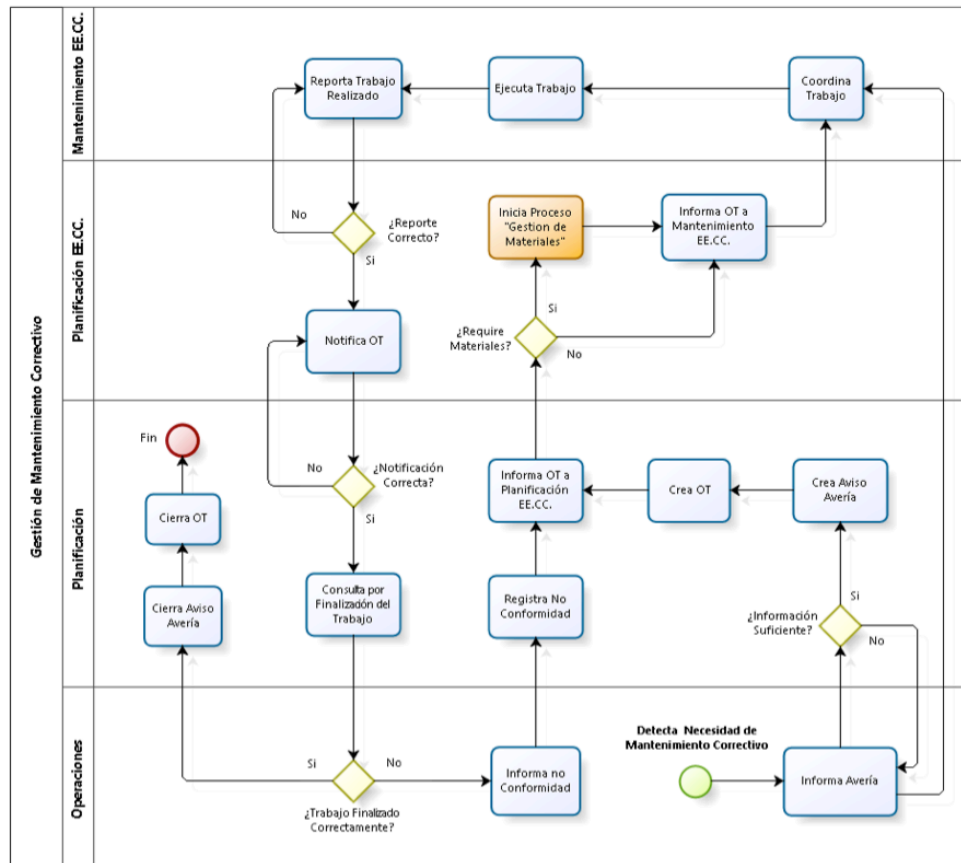 Gestión de Mantenimiento Correctivo
Mantenimiento EE.CC.
Reporta Trabajo
Realizado
Ejecuta Trabajo
Coordina
Trabajo
Planificación EE.CC.
No
¿Reporte
Correcto?
Si
Inicia Proceso
"Gestion de
Materiales"
Informa OT a
Mantenimiento
EE.CC.
Notifica OT
¿Require
Materiales?
Si
No
Planificación
Fin
No
¿Notificación
Correcta?
Si
Informa OT a
Planificación
EE.CC.
Crea OT
Crea Aviso
Avería
Cierra OT
Cierra Aviso
Avería
Consulta por
Finalización del
Trabajo
Registra No
Conformidad
¿Información
Suficiente?
Si
No
Operaciones
Si
No
¿Trabajo Finalizado
Correctamente?
Informa no
Conformidad
Detecta Necesidad de
Mantenimiento Correctivo
Informa Avería